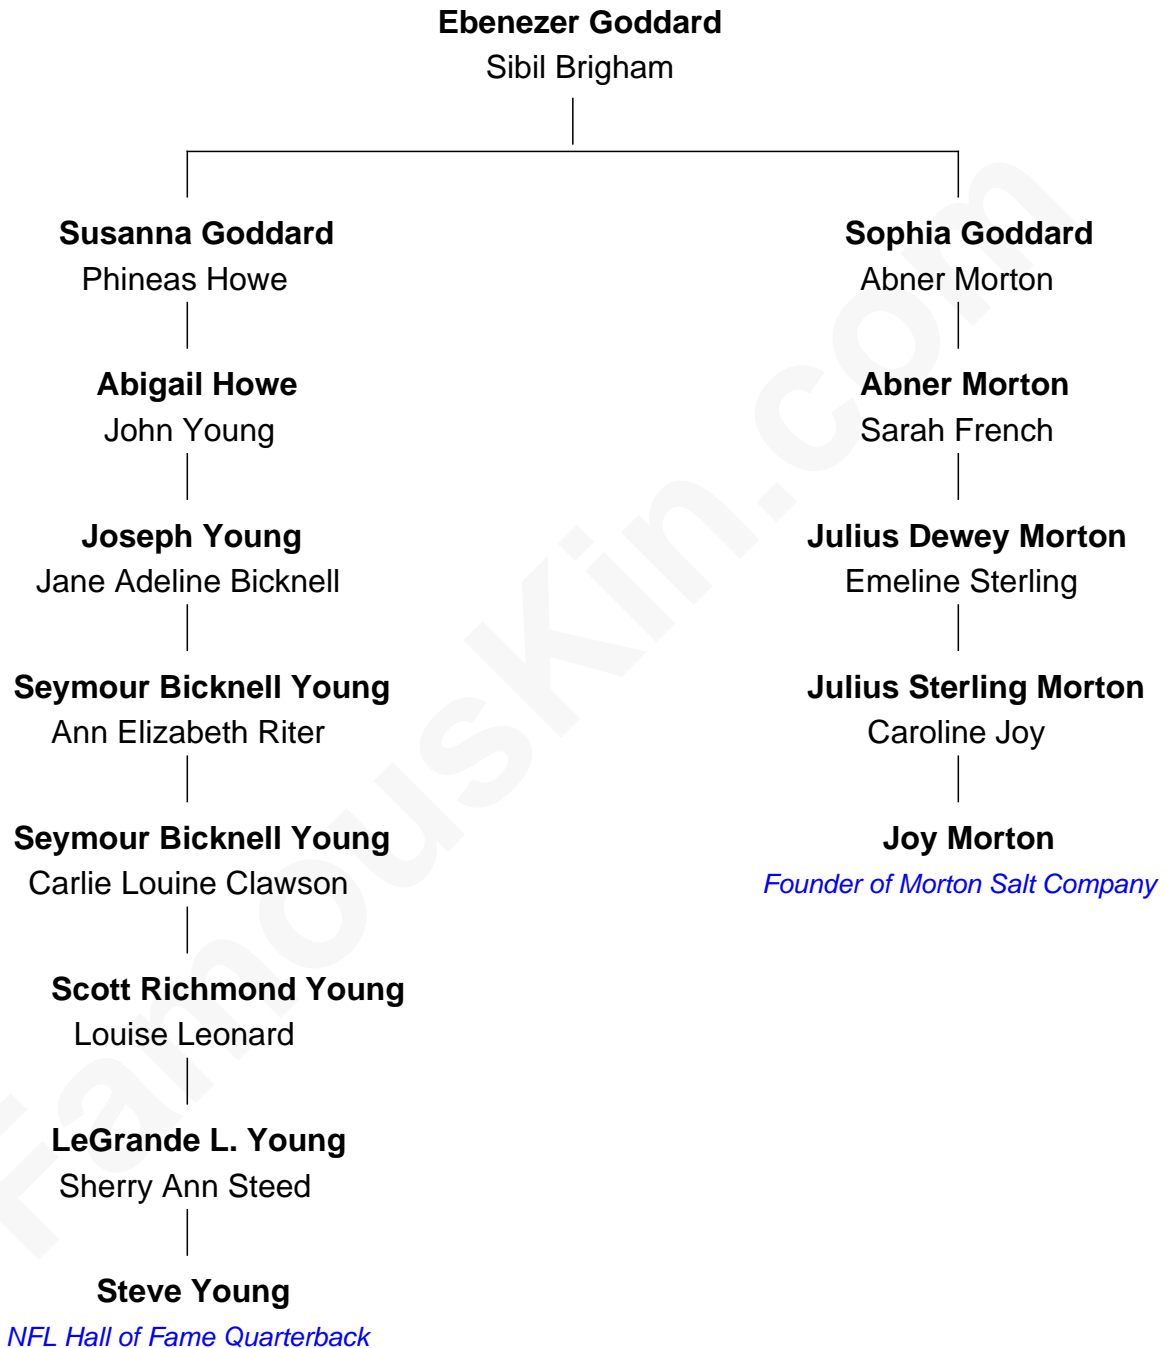 Ebenezer Goddard
Sibil Brigham
Susanna Goddard
Phineas Howe
Sophia Goddard
Abner Morton
Abigail Howe
John Young
Abner Morton
Sarah French
Joseph Young
Jane Adeline Bicknell
Julius Dewey Morton
Emeline Sterling
Seymour Bicknell Young
Ann Elizabeth Riter
Julius Sterling Morton
Caroline Joy
Seymour Bicknell Young
Carlie Louine Clawson
Joy Morton
Founder of Morton Salt Company
Scott Richmond Young
Louise Leonard
LeGrande L. Young
Sherry Ann Steed
Steve Young
NFL Hall of Fame Quarterback
FamousKin.com